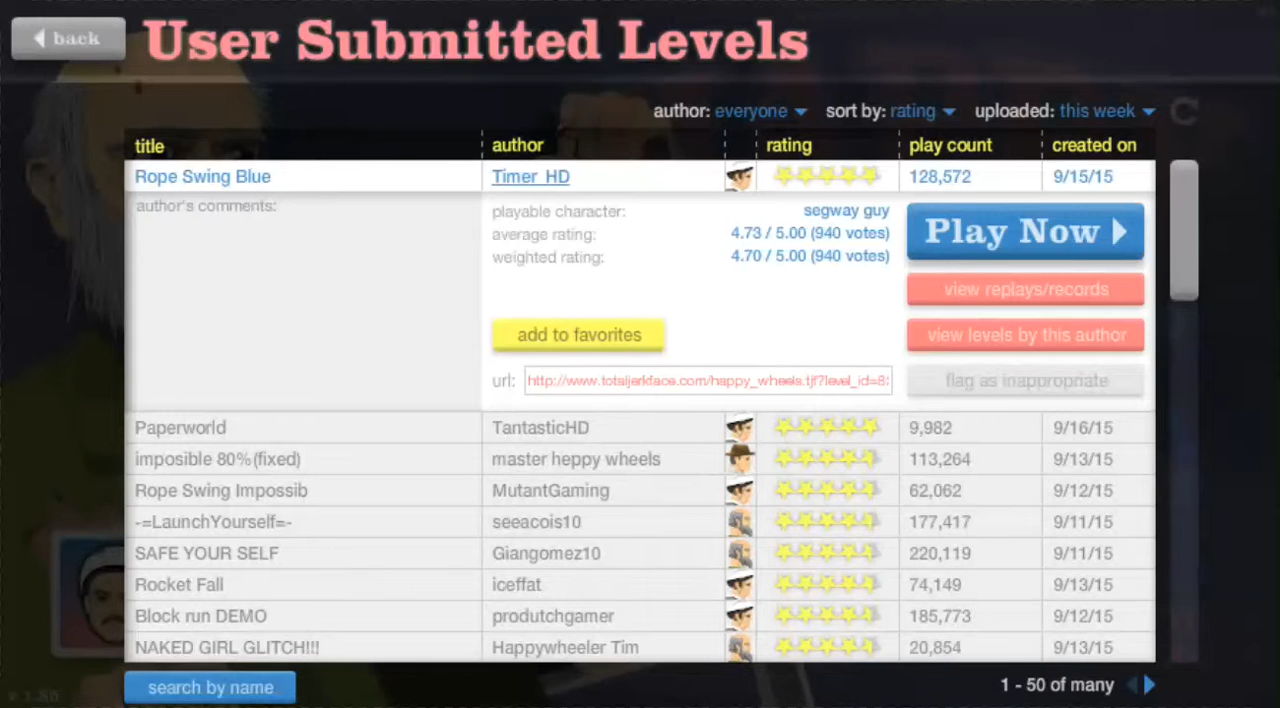 back
User Submitted Levels
author: everyone sort by: rating uploaded: this week
title author rating play count created on
Rope Swing Blue Timer HD 128,572 9/15/15
author's comments:
playable character: segway guy
average rating: 4.73 / 5.00 (940 votes)
weighted rating: 4.70 / 5.00 (940 votes)
Play Now
view replays/records
add to favorites
view levels by this author
url: http://www.totaljerkface.com/happy_wheels.tjf?level_id=8
flag as inappropriate
Paperworld TantasticHD 9,982 9/16/15
imposible 80%(fixed) master heppy wheels 113,264 9/13/15
Rope Swing Impossib MutantGaming 62,062 9/12/15
-=LaunchYourself=- seeacois10 177,417 9/11/15
SAFE YOUR SELF Giangomez10 220,119 9/11/15
Rocket Fall iceffat 74,149 9/13/15
Block run DEMO produtchgamer 185,773 9/12/15
NAKED GIRL GLITCH!!! Happywheeler Tim 20,854 9/13/15
search by name
1 - 50 of many